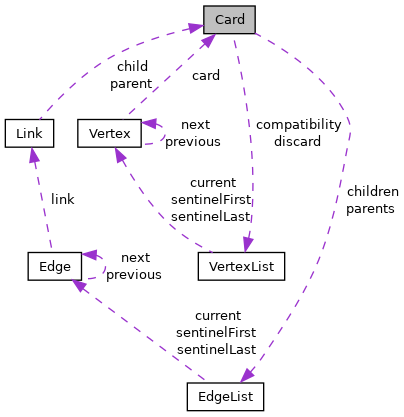 Card
child
parent
card
Link
Vertex
next
previous
compatibility
discard
current
sentinelFirst
sentinelLast
children
parents
link
Edge
next
previous
VertexList
current
sentinelFirst
sentinelLast
EdgeList